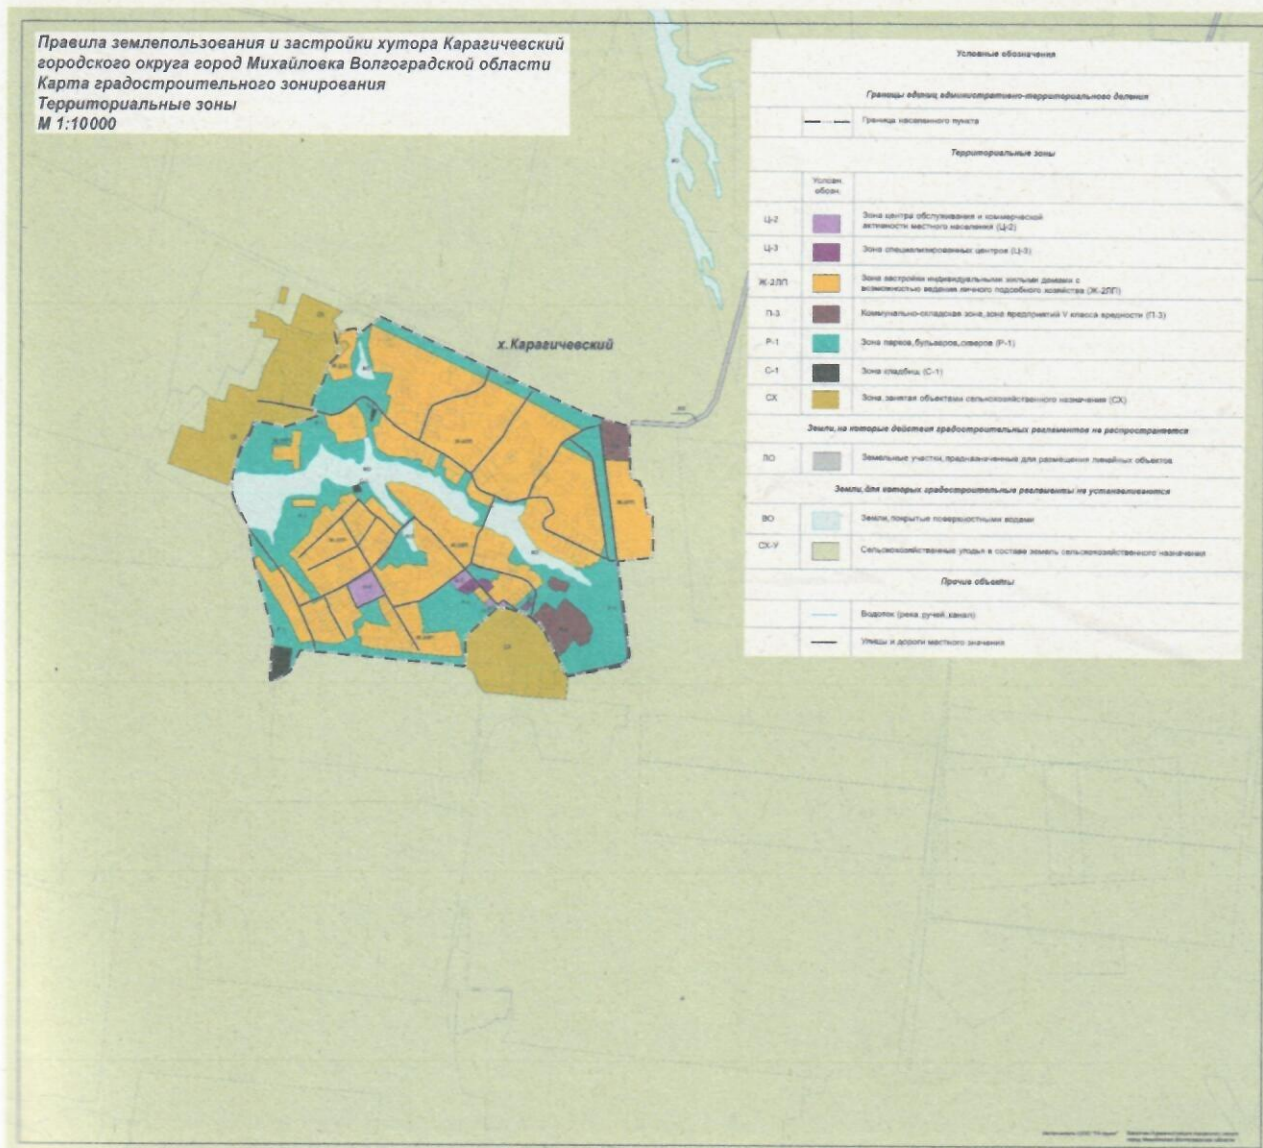 Правила землепользования и застройки хутора Карагичевский
городского округа город Михайловка Волгоградской области
Карта градостроительного зонирования
Территориальные зоны
М 1:10000
х. Карагичевский
Условные обозначения
Границы единиц административно-территориального деления
Граница населенного пункта
Территориальные зоны
Условн.
обозн.
Ц-2
Зона центра обслуживания и коммерческой
активности местного населения (Ц-2)
Ц-3
Зона специализированных центров (Ц-3)
Ж-2ЛП
Зона застройки индивидуальными жилыми домами с
возможностью ведения личного подсобного хозяйства (Ж-2ЛП)
П-3
Коммунально-складская зона, зона предприятий V класса вредности (П-3)
Р-1
Зона парков, бульваров, скверов (Р-1)
С-1
Зона кладбищ (С-1)
СХ
Зона, занятая объектами сельскохозяйственного назначения (СХ)
Земли, на которые действия градостроительных регламентов не распространяется
ЛО
Земельные участки, предназначенные для размещения линейных объектов
Земли, для которых градостроительные регламенты не устанавливаются
ВО
Земли, покрытые поверхностными водами
СХ-У
Сельскохозяйственные угодья в составе земель сельскохозяйственного назначения
Прочие объекты
Водоток (река, ручей, канал)
Улицы и дороги местного значения